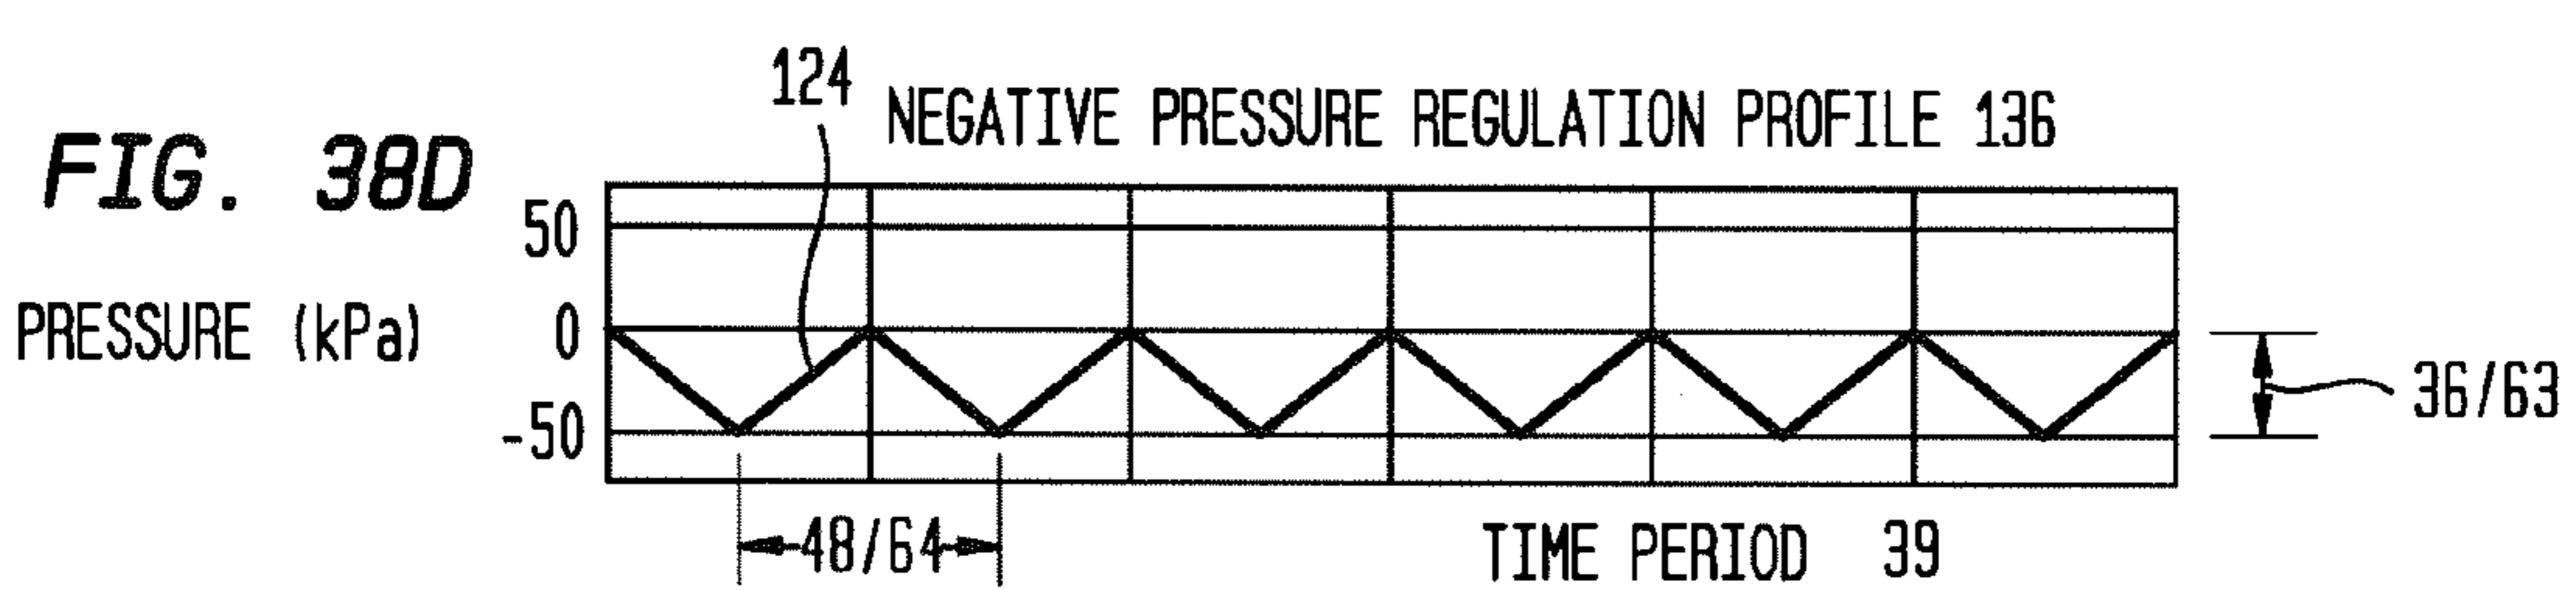 124
NEGATIVE PRESSURE REGULATION PROFILE 136
FIG. 38D
50
PRESSURE (kPa)
0
-50
36/63
48/64
TIME PERIOD 39